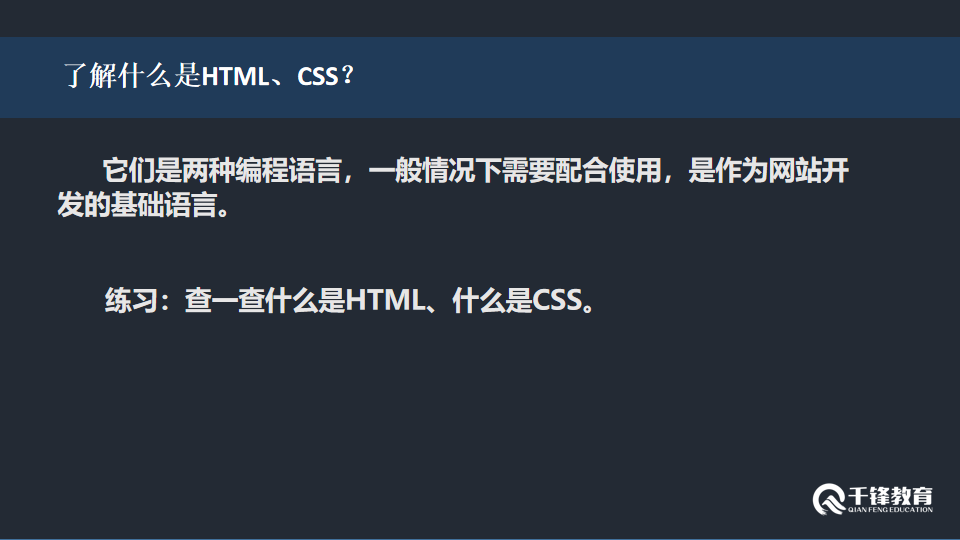 了解什么是HTML、CSS？
它们是两种编程语言，一般情况下需要配合使用，是作为网站开
发的基础语言。
练习：查一查什么是HTML、什么是CSS。
千锋教育
QIAN FENG EDUCATION